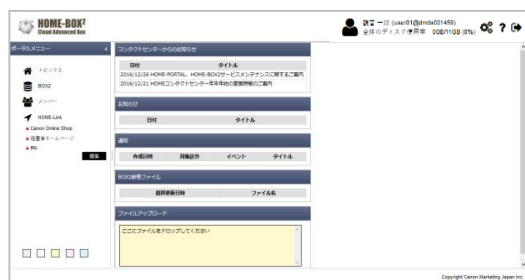 HOME-BOX²
Cloud Advanced Box
(user01@dmda001459)
全体のディスク使用率 0GB/11GB (0%)
ポータルメニュー
トピックス
BOX2
メンバー
HOME-Link
Canon Online Shop
IPA
編集
コンタクトセンターからのお知らせ
日付 タイトル
2016/12/26 HOME-PORTAL、HOME-BOX2サービスメンテナンスに関するご案内
2016/12/21 HOMEコンタクトセンター年末年始の営業時間のご案内
お知らせ
日付 タイトル
通知
作成日時 対象区分 イベント タイトル
BOX2新着ファイル
最終更新日時 ファイル名
ファイルアップロード
ここにファイルをドロップしてください
Copyright Canon Marketing Japan Inc.